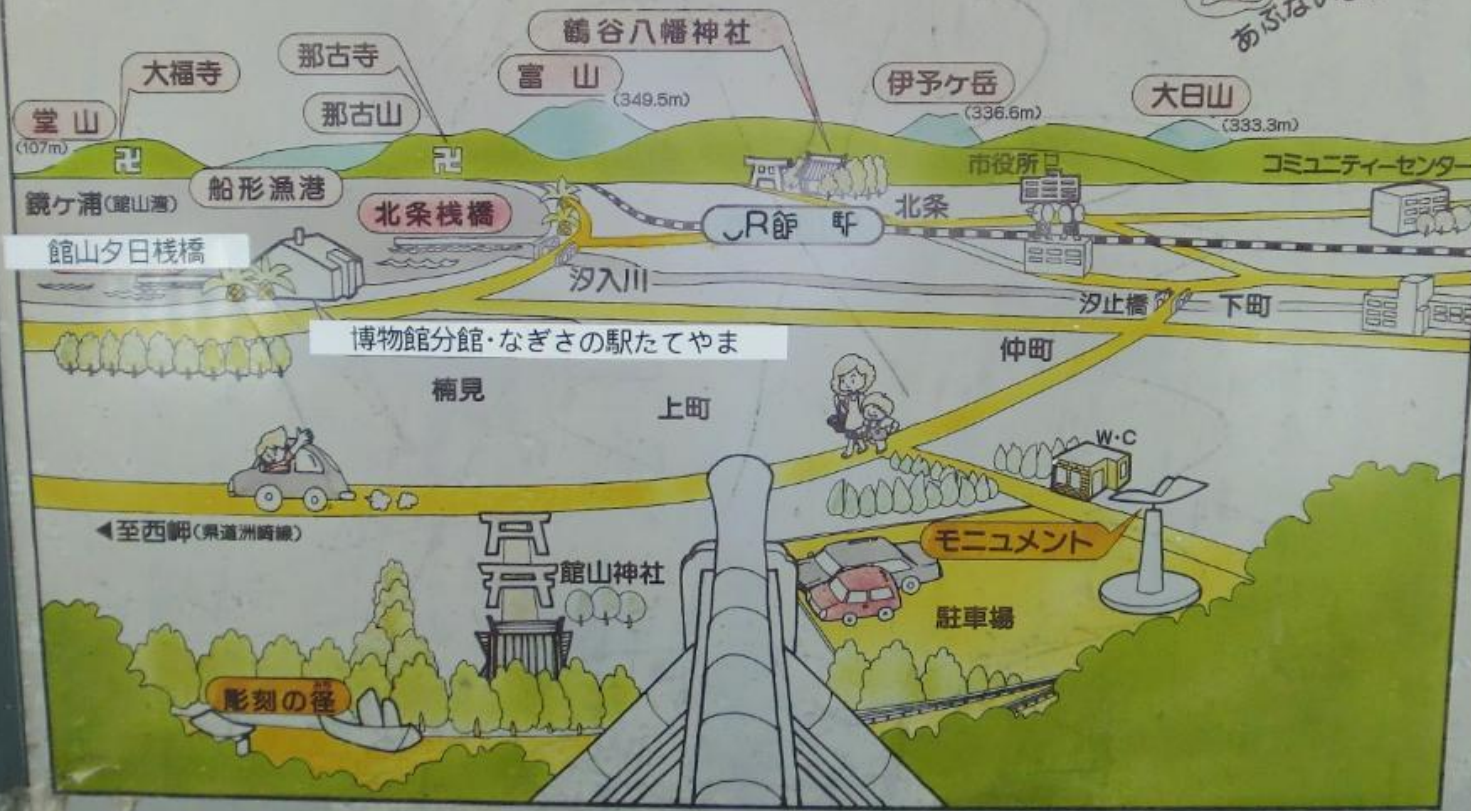 あぶない
鶴谷八幡神社
那古寺
大福寺
富山
(349.5m)
伊予ヶ岳
(336.6m)
大日山
(333.3m)
堂山
(107m)
那古山
船形漁港
鏡ヶ浦(館山湾)
北条桟橋
JR館 駅
北条
市役所
コミュニティーセンター
館山夕日桟橋
汐入川
汐止橋
下町
博物館分館・なぎさの駅たてやま
仲町
楠見
上町
W・C
◀至西岬(県道洲崎線)
モニュメント
館山神社
駐車場
彫刻の径